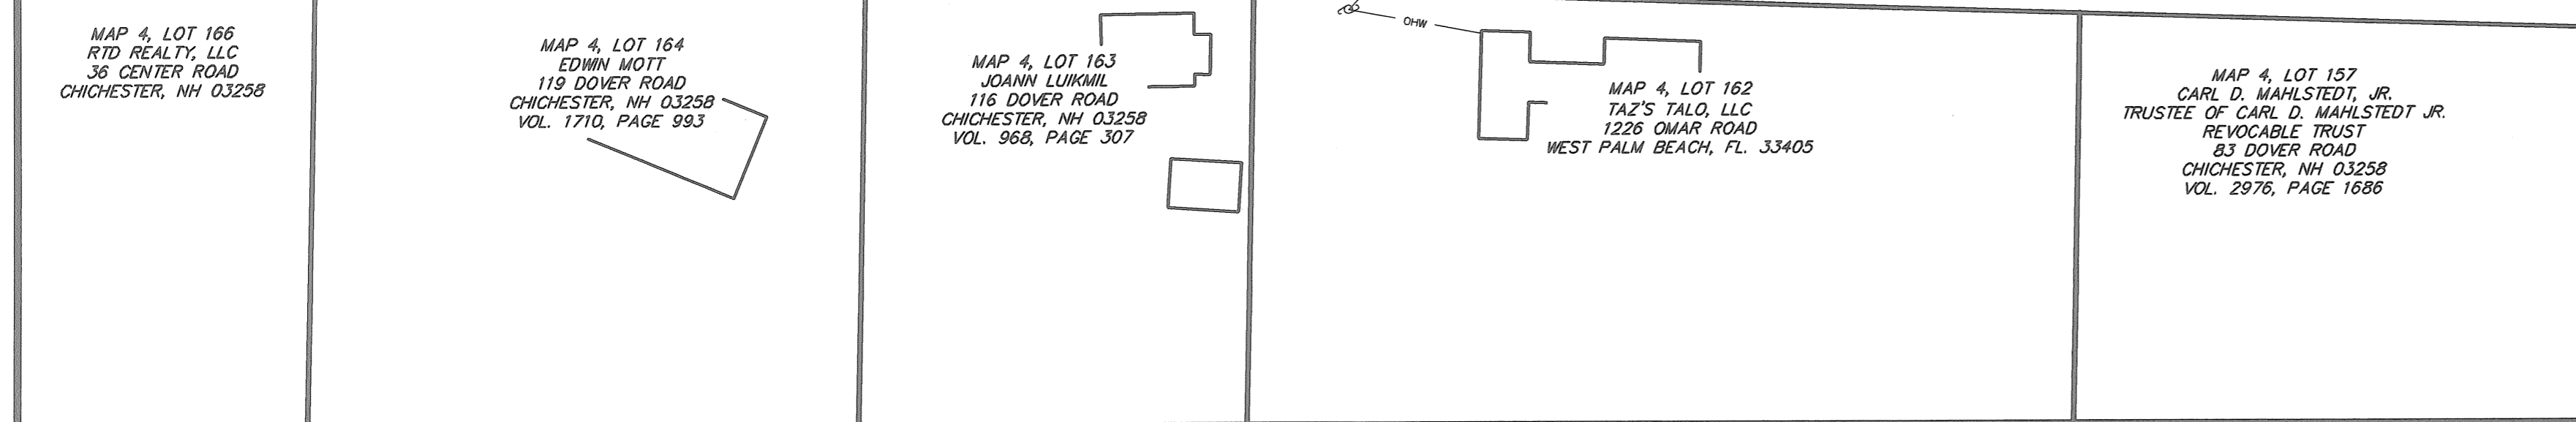 MAP 4, LOT 166
RTD REALTY, LLC
36 CENTER ROAD
CHICHESTER, NH 03258
MAP 4, LOT 164
EDWIN MOTT
119 DOVER ROAD
CHICHESTER, NH 03258
VOL. 1710, PAGE 993
MAP 4, LOT 163
JOANN LUIKMIL
116 DOVER ROAD
CHICHESTER, NH 03258
VOL. 968, PAGE 307
OHW
MAP 4, LOT 162
TAZ'S TALO, LLC
1226 OMAR ROAD
WEST PALM BEACH, FL. 33405
MAP 4, LOT 157
CARL D. MAHLSTEDT, JR.
TRUSTEE OF CARL D. MAHLSTEDT JR.
REVOCABLE TRUST
83 DOVER ROAD
CHICHESTER, NH 03258
VOL. 2976, PAGE 1686